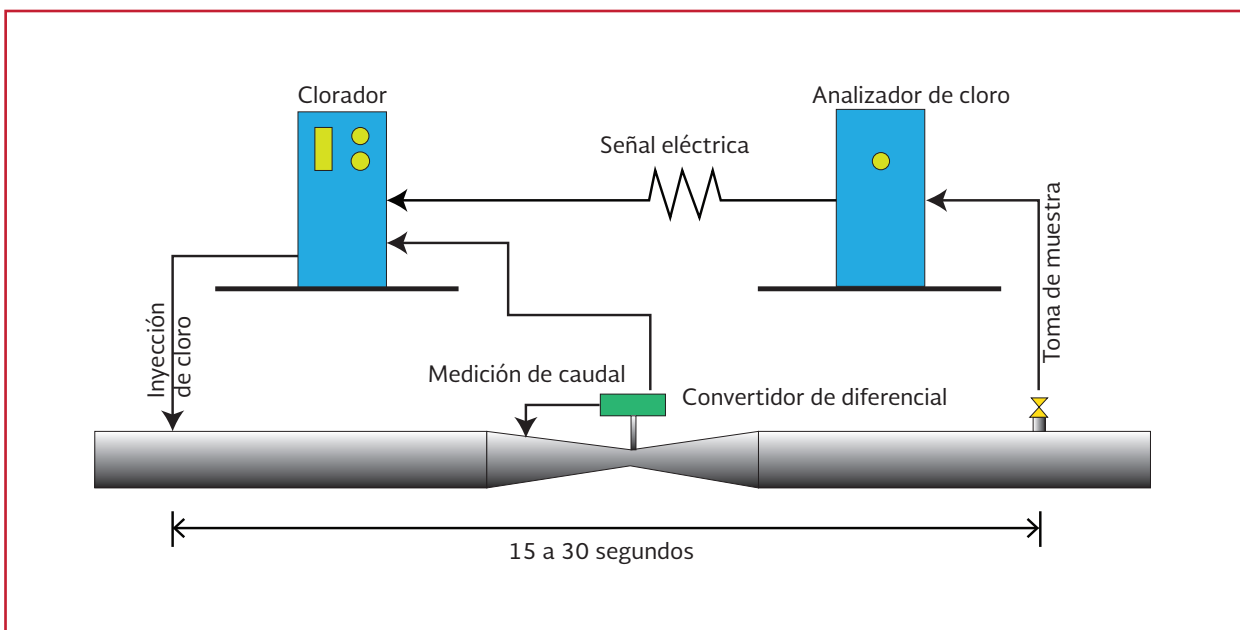 Clorador
Analizador de cloro
Señal eléctrica
Inyección
de cloro
Toma de muestra
Medición de caudal
Convertidor de diferencial
15 a 30 segundos